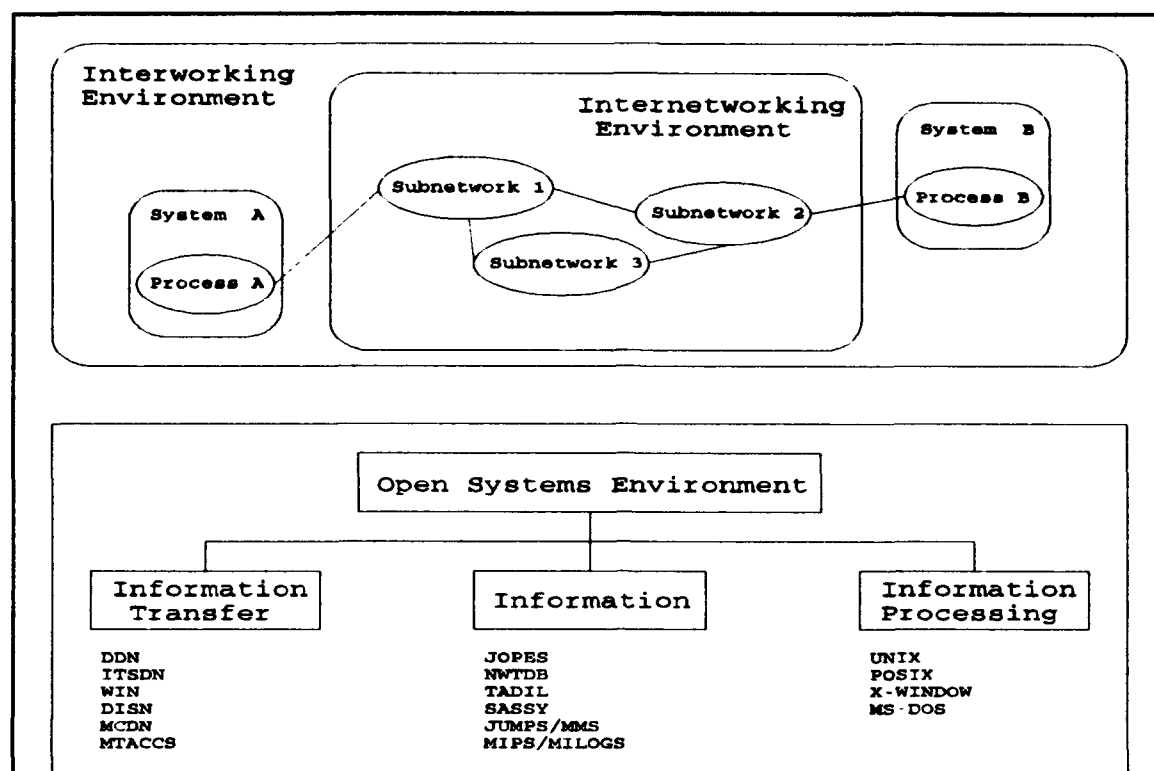 Interworking
Environment
Internetworking
Environment
System B
Process B
Subnetwork 1
Subnetwork 2
Subnetwork 3
System A
Process A
Open Systems Environment
Information
Transfer
DDN
ITSDN
WIN
DISN
MCDN
MTACCS
Information
JOPES
NWTDB
TADIL
SASSY
JUMPS/MMS
MIPS/MILOGS
Information
Processing
UNIX
POSIX
X-WINDOW
MS-DOS